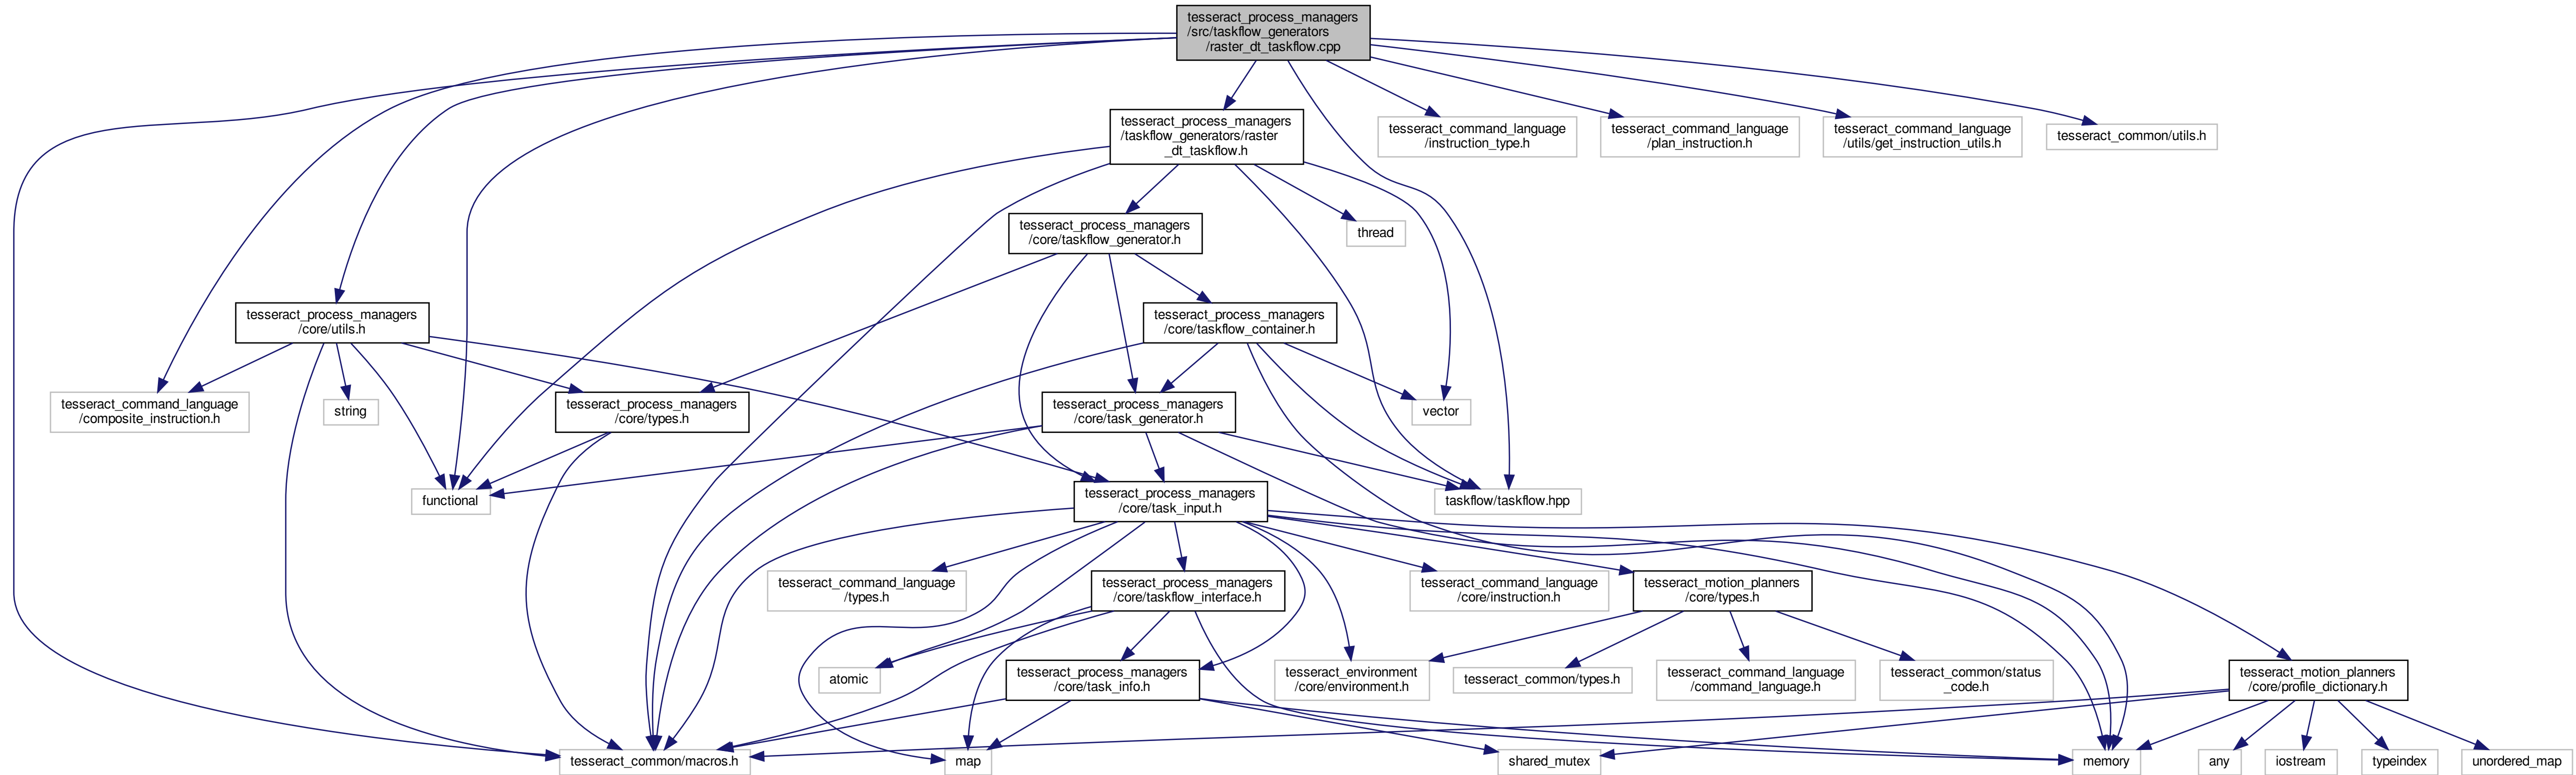 tesseract_process_managers
/src/taskflow_generators
/raster_dt_taskflow.cpp
tesseract_process_managers
/taskflow_generators/raster
_dt_taskflow.h
tesseract_command_language
/instruction_type.h
tesseract_command_language
/plan_instruction.h
tesseract_command_language
/utils/get_instruction_utils.h
tesseract_common/utils.h
tesseract_process_managers
/core/taskflow_generator.h
thread
tesseract_process_managers
/core/utils.h
tesseract_process_managers
/core/taskflow_container.h
tesseract_command_language
/composite_instruction.h
string
tesseract_process_managers
/core/types.h
tesseract_process_managers
/core/task_generator.h
vector
functional
tesseract_process_managers
/core/task_input.h
taskflow/taskflow.hpp
tesseract_command_language
/types.h
tesseract_process_managers
/core/taskflow_interface.h
tesseract_command_language
/core/instruction.h
tesseract_motion_planners
/core/types.h
atomic
tesseract_process_managers
/core/task_info.h
tesseract_environment
/core/environment.h
tesseract_common/types.h
tesseract_command_language
/command_language.h
tesseract_common/status
_code.h
tesseract_motion_planners
/core/profile_dictionary.h
tesseract_common/macros.h
map
shared_mutex
memory
any
iostream
typeindex
unordered_map